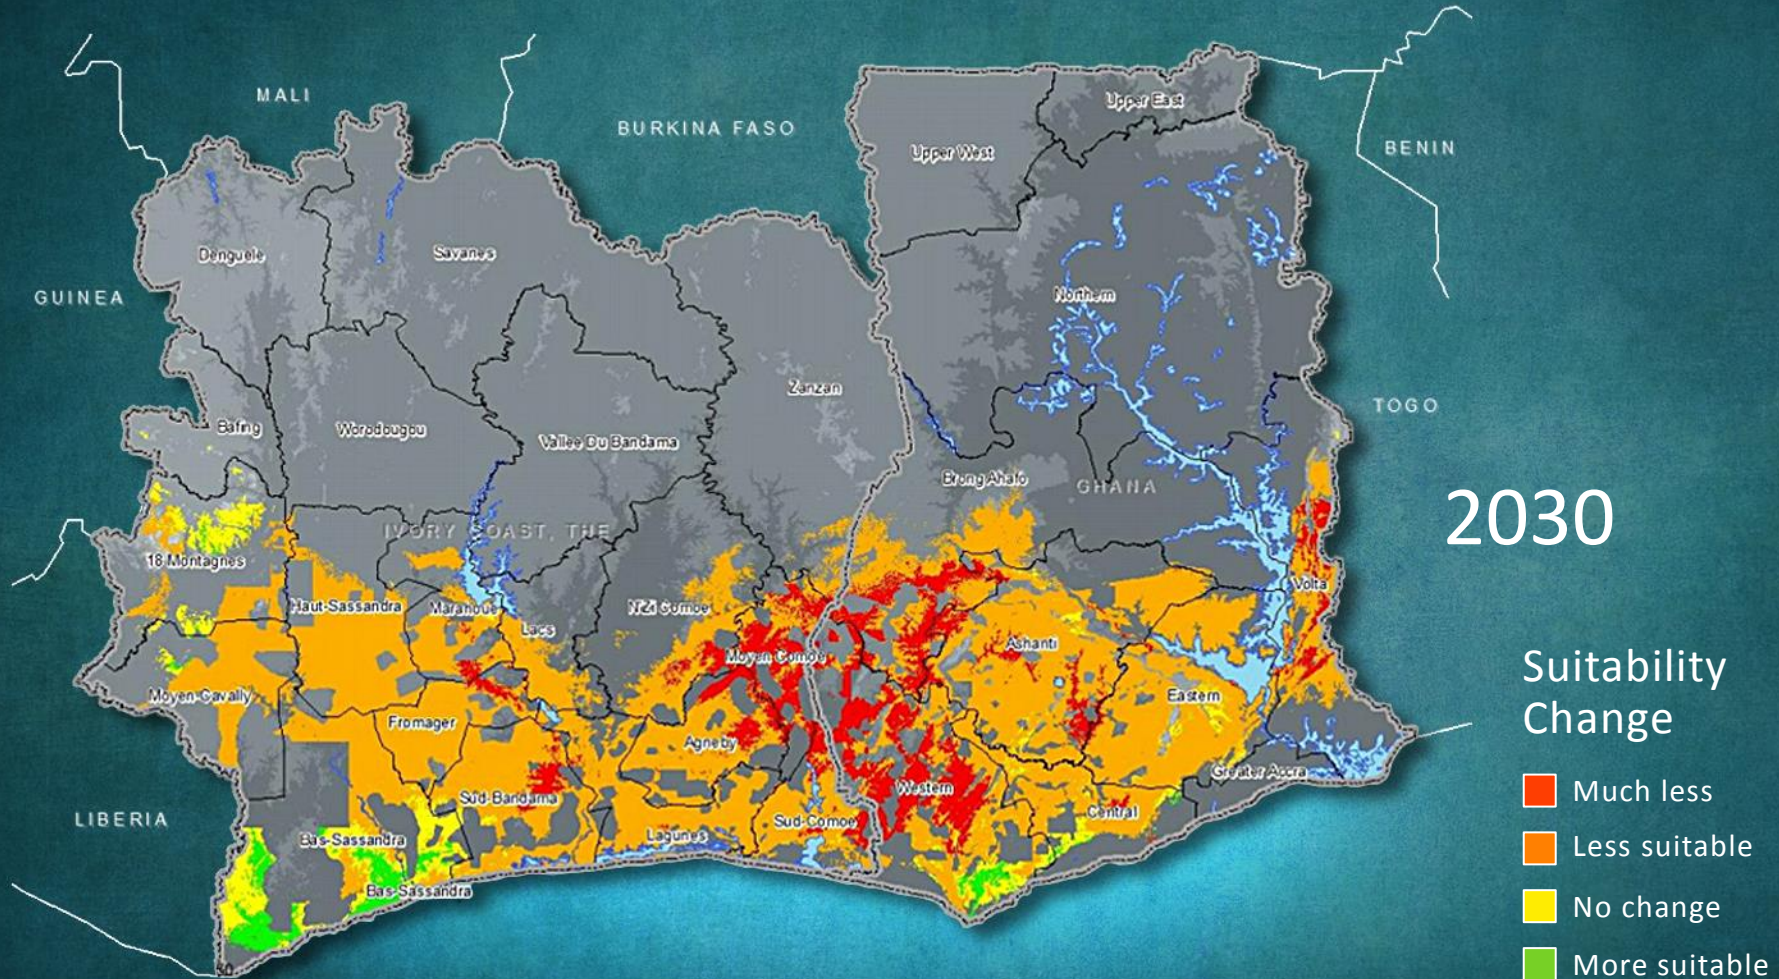 MALI
BURKINA FASO
BENIN
GUINEA
TOGO
LIBERIA
IVORY COAST, THE
GHANA
Upper East
Upper West
Denguele
Savanes
Northern
Zanzan
Bafing
Worodougou
Vallee Du Bandama
Brong Ahafo
18 Montagnes
Haut-Sassandra
Marahoue
Lacs
N'Zi Comoe
Moyen Comoe
Ashanti
Volta
Moyen-Cavally
Fromager
Agneby
Eastern
Sud-Bandama
Western
Greater Accra
Central
Bas-Sassandra
Lagunes
Sud-Comoe
Bas-Sassandra
2030
Suitability
Change
Much less
Less suitable
No change
More suitable